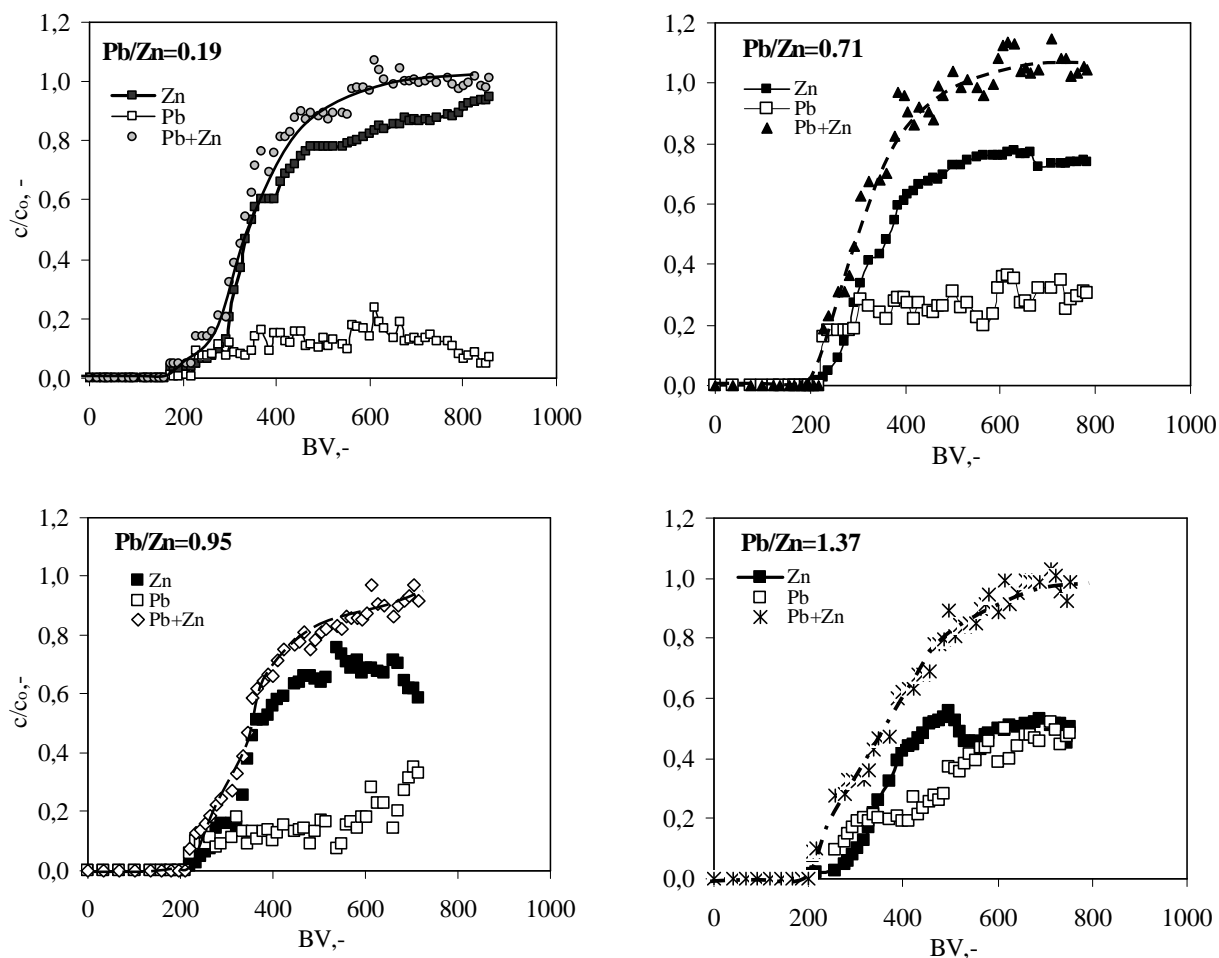 Pb/Zn=0.19
Zn
Pb
Pb+Zn
1,2
1,0
0,8
0,6
0,4
0,2
0,0
c/co,-
0 200 400 600 800 1000
BV,-
Pb/Zn=0.71
Zn
Pb
Pb+Zn
1,2
1,0
0,8
0,6
0,4
0,2
0,0
0 200 400 600 800 1000
BV,-
Pb/Zn=0.95
Zn
Pb
Pb+Zn
1,2
1,0
0,8
0,6
0,4
0,2
0,0
c/co,-
0 200 400 600 800 1000
BV,-
Pb/Zn=1.37
Zn
Pb
Pb+Zn
1,2
1,0
0,8
0,6
0,4
0,2
0,0
0 200 400 600 800 1000
BV,-